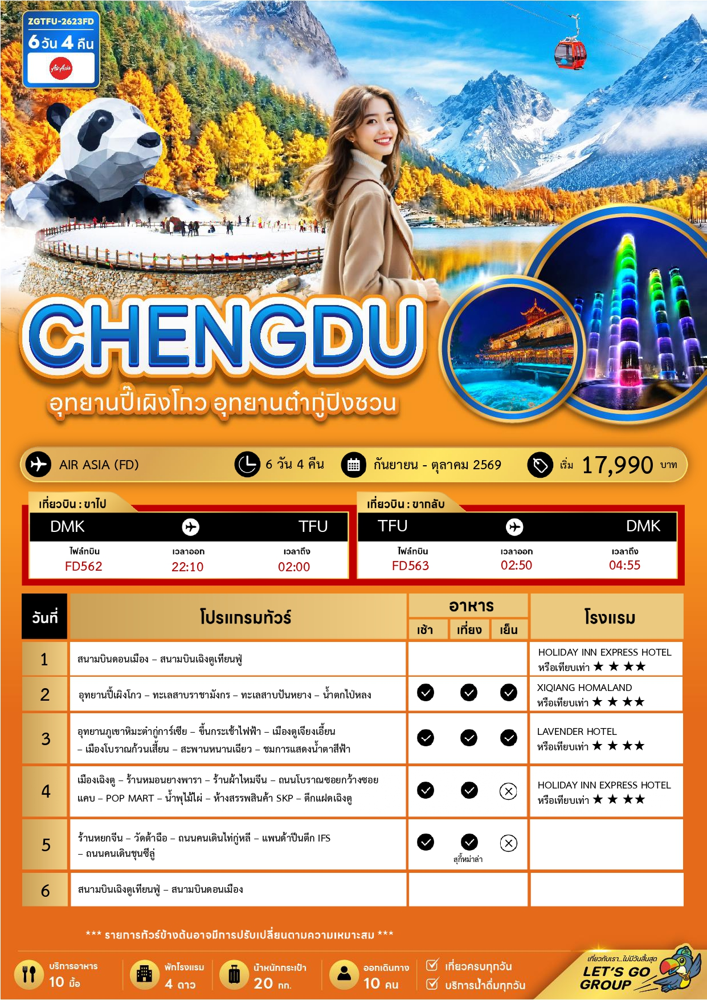 ZGTFU-2623FD
6 วัน 4 คืน
AirAsia
CHENGDU
อุทยานปี๊เผิงโกว อุทยานต๋ากู่ปิงชวน
AIR ASIA (FD)
6 วัน 4 คืน
กันยายน - ตุลาคม 2569
เริ่ม 17,990 บาท
เที่ยวบิน : ขาไป
DMK TFU
ไฟล์ทบิน เวลาออก เวลาถึง
FD562 22:10 02:00
เที่ยวบิน : ขากลับ
TFU DMK
ไฟล์ทบิน เวลาออก เวลาถึง
FD563 02:50 04:55
วันที่ โปรแกรมทัวร์ อาหาร โรงแรม
เช้า เที่ยง เย็น
1 สนามบินดอนเมือง – สนามบินเฉิงตูเทียนฟู่
HOLIDAY INN EXPRESS HOTEL
หรือเทียบเท่า ★ ★ ★★
2 อุทยานปี้เผิงโกว – ทะเลสาบราชามังกร – ทะเลสาบปันหยาง – น้ำตกไป่หลง
XIQIANG HOMALAND
หรือเทียบเท่า ★ ★ ★★
3 อุทยานภูเขาหิมะต๋ากู่การ์เซีย – ขึ้นกระเช้าไฟฟ้า – เมืองตูเจียงเอี้ยน
– เมืองโบราณก้วนเสี้ยน – สะพานหนานเฉียว – ชมการแสดงน้ำตาสีฟ้า
LAVENDER HOTEL
หรือเทียบเท่า ★ ★ ★★
4 เมืองเฉิงตู – ร้านหมอนยางพารา – ร้านผ้าไหมจีน – ถนนโบราณซอยกว้างซอย
แคบ – POP MART – น้ำพุไม้ไผ่ – ห้างสรรพสินค้า SKP – ตึกแฝดเฉิงตู
HOLIDAY INN EXPRESS HOTEL
หรือเทียบเท่า ★ ★ ★★
5 ร้านหยกจีน – วัดต้าฉือ – ถนนคนเดินไท่กู่หลี – แพนด้าปีนตึก IFS
– ถนนคนเดินชุนซีลู่
สุกี้หม่าล่า
6 สนามบินเฉิงตูเทียนฟู่ – สนามบินดอนเมือง
*** รายการทัวร์ข้างต้นอาจมีการปรับเปลี่ยนตามความเหมาะสม ***
บริการอาหาร
10 มื้อ
พักโรงแรม
4 ดาว
น้ำหนักกระเป๋า
20 กก.
ออกเดินทาง
10 คน
เที่ยวครบทุกวัน
บริการน้ำดื่มทุกวัน
เที่ยวกับเรา...ไม่มีวันสิ้นสุด
LET'S GO
GROUP